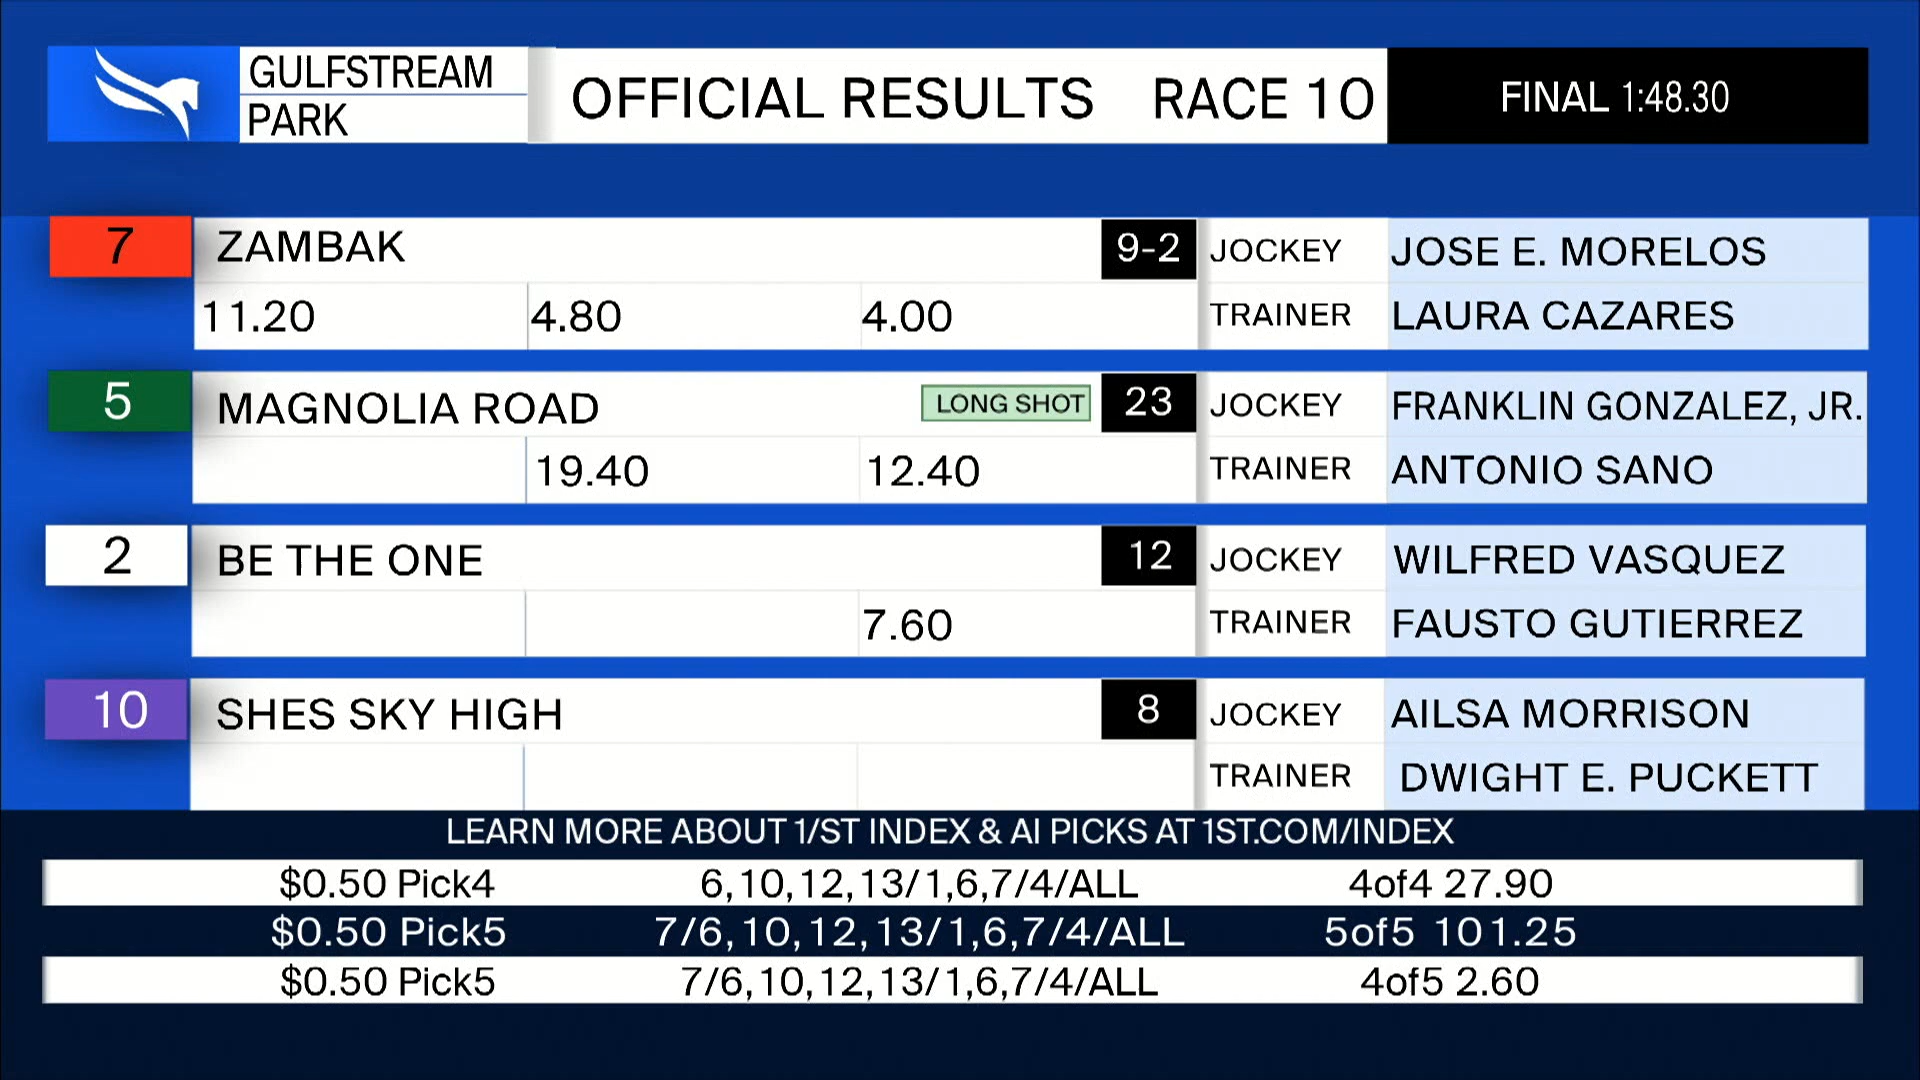 GULFSTREAM
PARK
OFFICIAL RESULTS RACE 10
FINAL 1:48.30
7 ZAMBAK 9-2 JOCKEY JOSE E. MORELOS
11.20 4.80 4.00 TRAINER LAURA CAZARES
5 MAGNOLIA ROAD LONG SHOT 23 JOCKEY FRANKLIN GONZALEZ, JR.
19.40 12.40 TRAINER ANTONIO SANO
2 BE THE ONE 12 JOCKEY WILFRED VASQUEZ
7.60 TRAINER FAUSTO GUTIERREZ
10 SHES SKY HIGH 8 JOCKEY AILSA MORRISON
TRAINER DWIGHT E. PUCKETT
LEARN MORE ABOUT 1/ST INDEX & AI PICKS AT 1ST.COM/INDEX
$0.50 Pick4 6,10,12,13/1,6,7/4/ALL 4of4 27.90
$0.50 Pick5 7/6,10,12,13/1,6,7/4/ALL 5of5 101.25
$0.50 Pick5 7/6,10,12,13/1,6,7/4/ALL 4of5 2.60